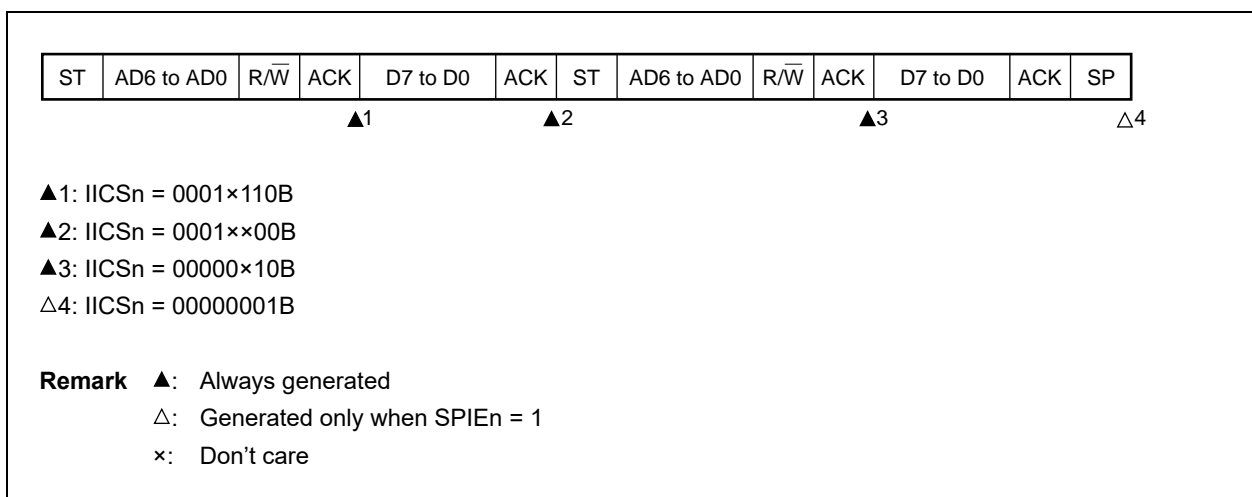 ST AD6 to AD0 R/W̅ ACK D7 to D0 ACK ST AD6 to AD0 R/W̅ ACK D7 to D0 ACK SP
▲1 ▲2 ▲3 △4
▲1: IICSn = 0001×110B
▲2: IICSn = 0001××00B
▲3: IICSn = 00000×10B
△4: IICSn = 00000001B
Remark ▲: Always generated
△: Generated only when SPIEn = 1
×: Don't care